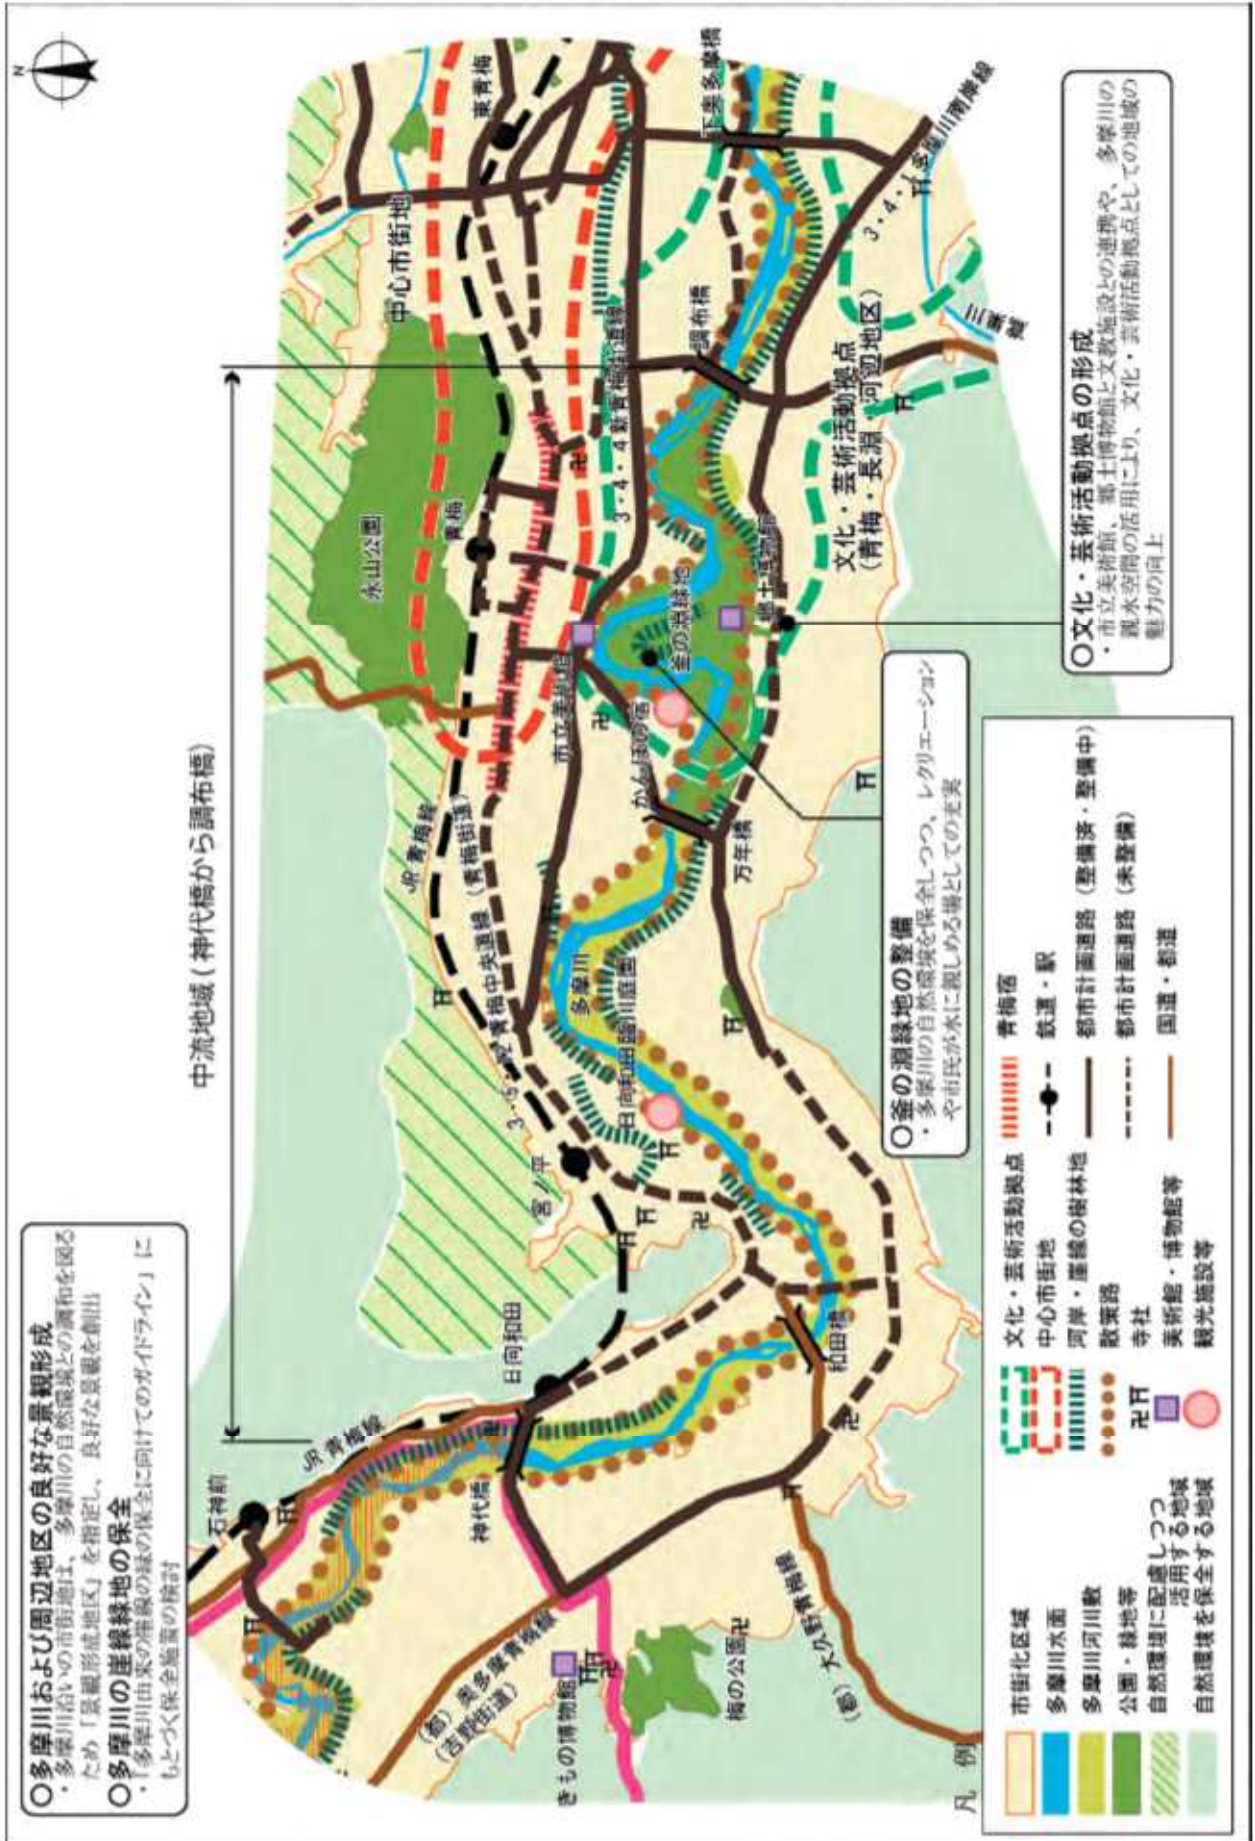 N
中流地域（神代橋から調布橋）
○多摩川および周辺地区の良好な景観形成
・多摩川沿いの市街地は、多摩川の自然環境との調和を図る
ため「景観形成地区」を指定し、良好な景観を創出
○多摩川の崖線緑地の保全
・「多摩川由来の崖線の緑の保全に向けてのガイドライン」に
もとづく保全施策の検討
石神前
JR青梅線
日向和田
神代橋
宮ノ平
JR青梅線
3・5・
青梅中央道線（青梅街道）
永山公園
青梅
中心市街地
東青梅
市立美術館
3・4・4新青梅街道線
下奥多摩橋
調布橋
多摩川
日向和田臨川庭園
かんぽの宿
釜の淵緑地
郷土博物館
万年橋
和田橋
文化・芸術活動拠点
（青梅・長淵・河辺地区）
3・4・
多摩川南岸線
鳶巣川
（都）奥多摩青梅線
（吉野街道）
きもの博物館
梅の公園
（都）大久野青梅線
○釜の淵緑地の整備
・多摩川の自然環境を保全しつつ、レクリエーション
や市民が水に親しめる場としての充実
○文化・芸術活動拠点の形成
・市立美術館、郷土博物館と文教施設との連携や、多摩川の
親水空間の活用により、文化・芸術活動拠点としての地域の
魅力の向上
凡例
市街化区域
多摩川水面
多摩川河川敷
公園・緑地等
自然環境に配慮しつつ
活用する地域
自然環境を保全する地域
文化・芸術活動拠点
中心市街地
河岸・崖線の樹林地
散策路
寺社
美術館・博物館等
観光施設等
青梅宿
鉄道・駅
都市計画道路（整備済・整備中）
都市計画道路（未整備）
国道・都道